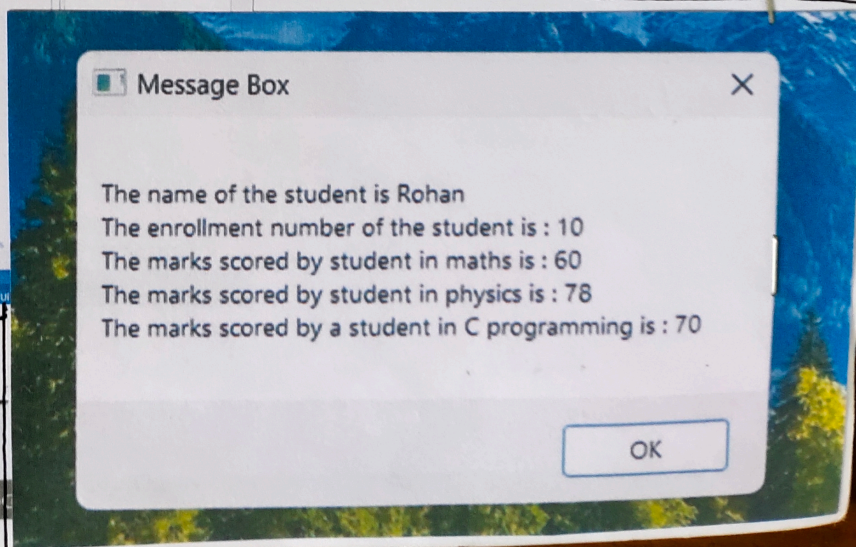 Message Box
The name of the student is Rohan
The enrollment number of the student is : 10
The marks scored by student in maths is : 60
The marks scored by student in physics is : 78
The marks scored by a student in C programming is : 70
OK